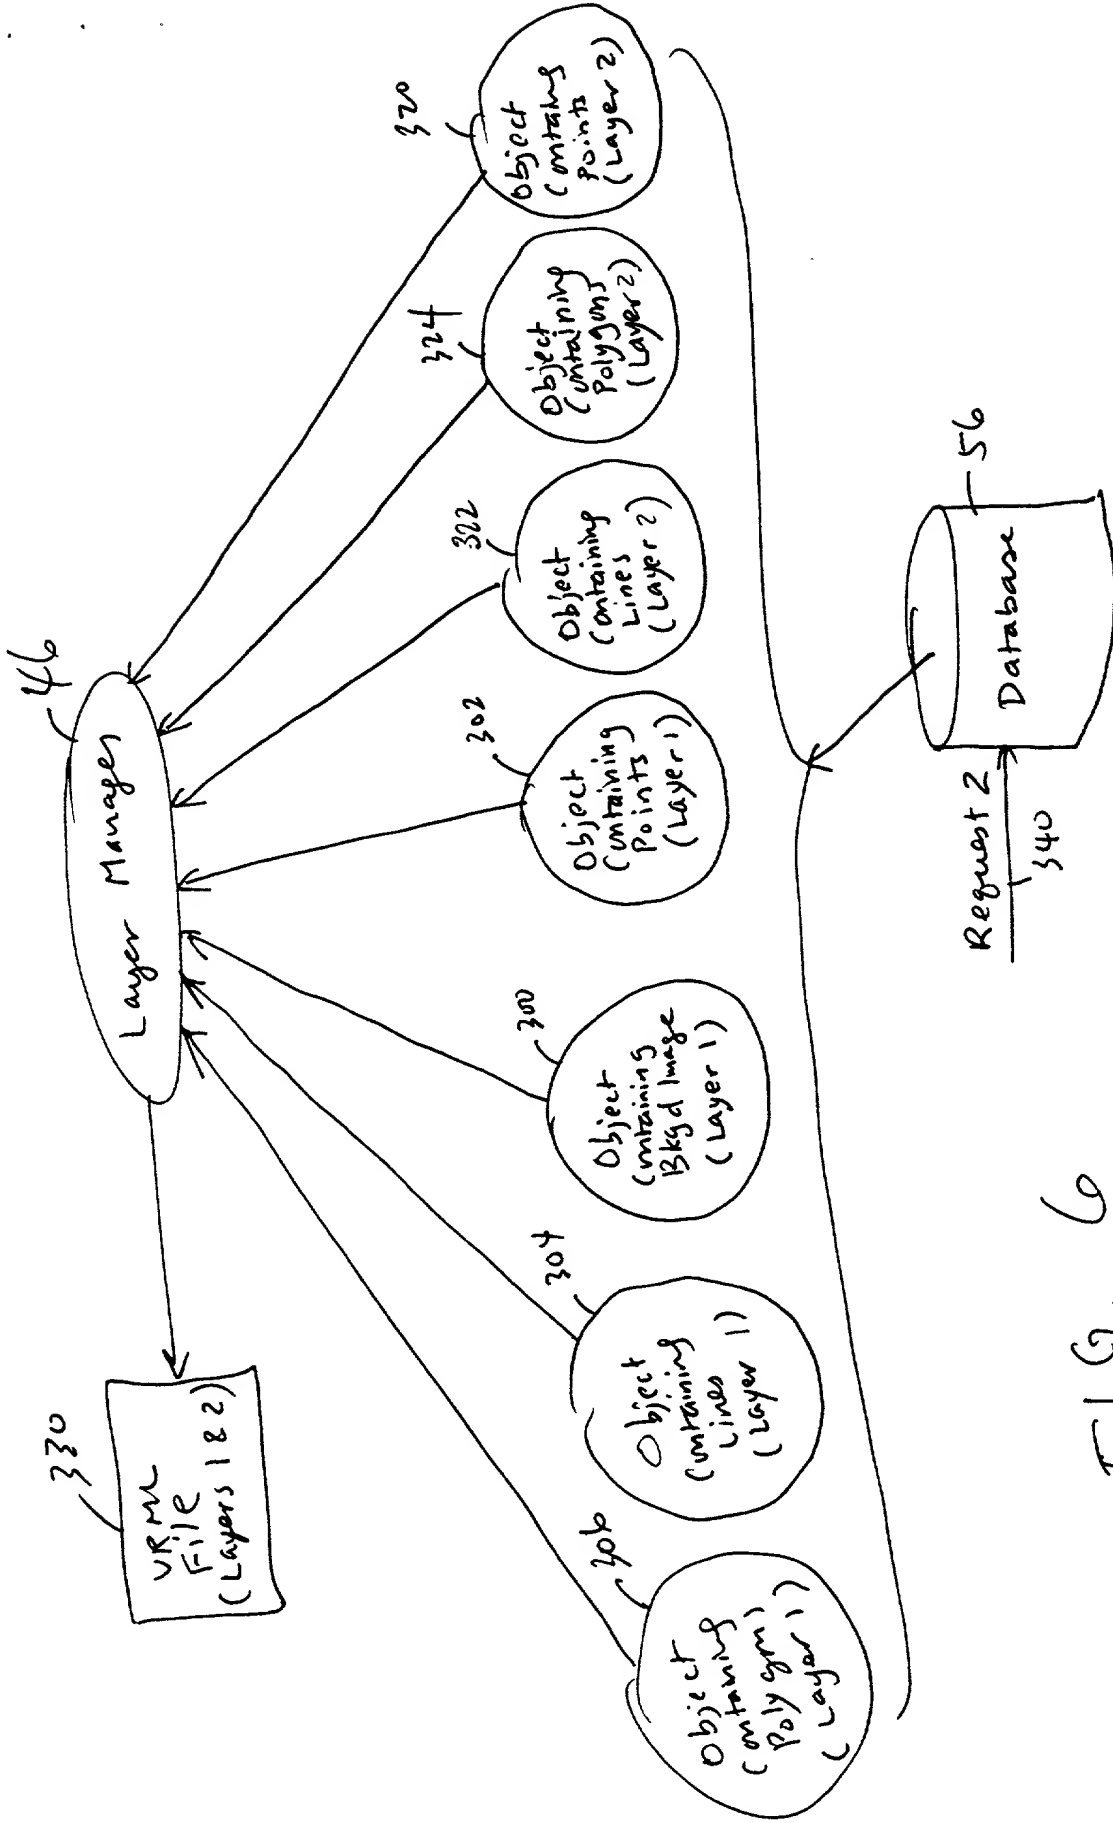 330
VRML
File
(Layers 1 & 2)
46
Layer Manager
306
Object
Containing
Polygons
(Layer 1)
304
Object
Containing
Lines
(Layer 1)
300
Object
Containing
Bkgd Image
(Layer 1)
302
Object
Containing
Points
(Layer 1)
322
Object
Containing
Lines
(Layer 2)
324
Object
Containing
Polygons
(Layer 2)
320
Object
Containing
Points
(Layer 2)
Request 2
340
Database
56
FIG. 6